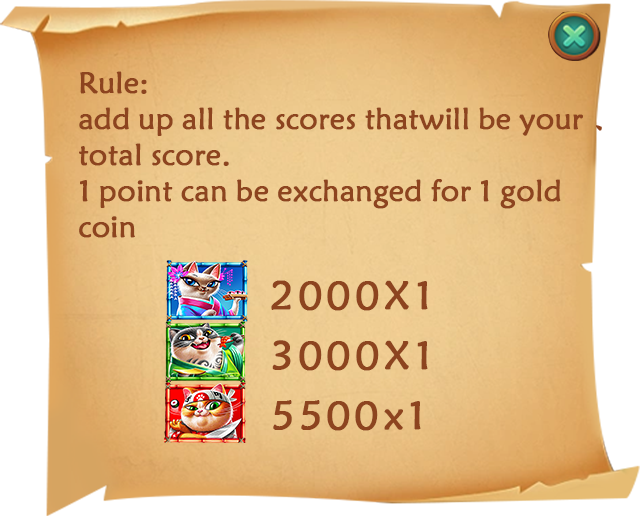 Rule:
add up all the scores thatwill be your
total score.
1 point can be exchanged for 1 gold
coin
2000X1
3000X1
5500x1